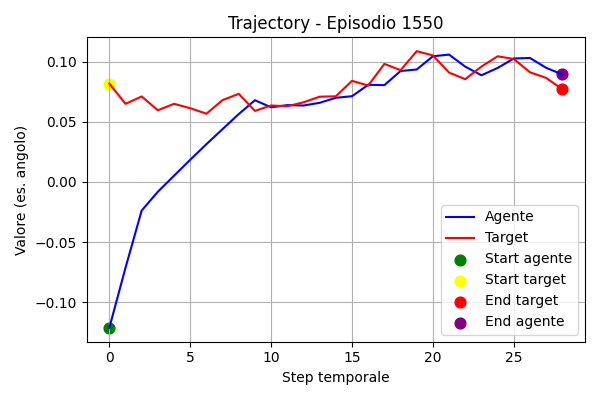 Trajectory - Episodio 1550
0.10
0.05
0.00
−0.05
−0.10
Valore (es. angolo)
Agente
Target
Start agente
Start target
End target
End agente
0 5 10 15 20 25
Step temporale